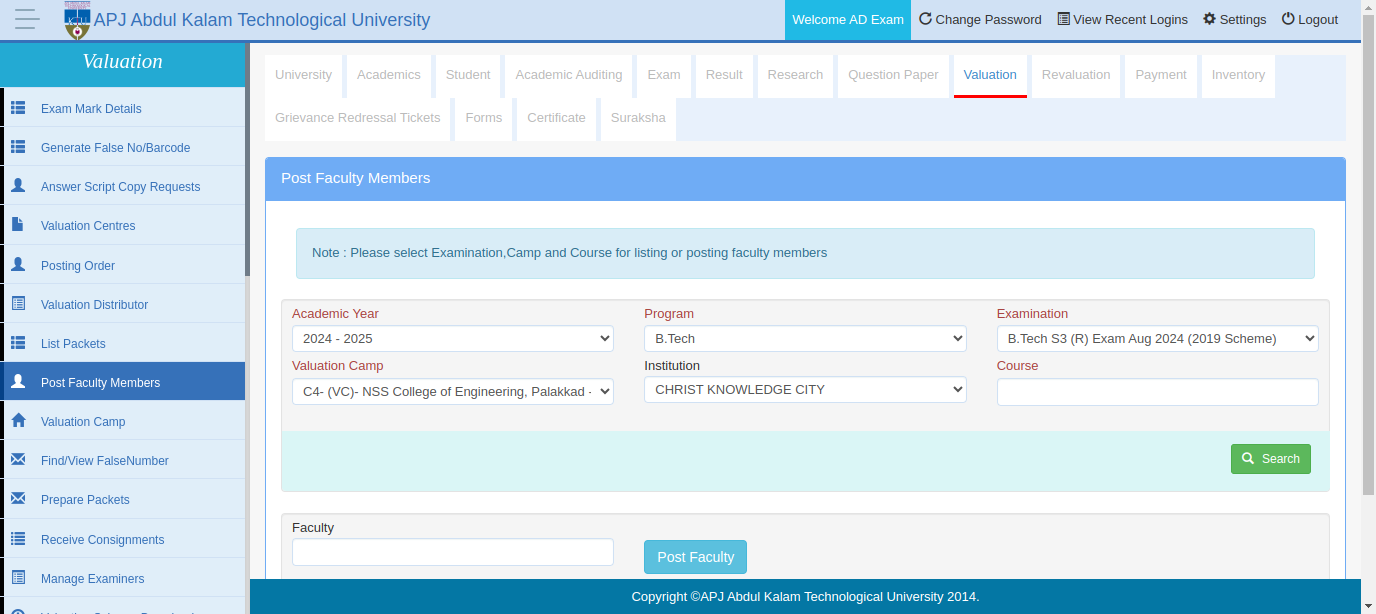 APJ Abdul Kalam Technological University
Welcome AD Exam Change Password View Recent Logins Settings Logout
Valuation
Exam Mark Details
Generate False No/Barcode
Answer Script Copy Requests
Valuation Centres
Posting Order
Valuation Distributor
List Packets
Post Faculty Members
Valuation Camp
Find/View FalseNumber
Prepare Packets
Receive Consignments
Manage Examiners
University Academics Student Academic Auditing Exam Result Research Question Paper Valuation Revaluation Payment Inventory
Grievance Redressal Tickets Forms Certificate Suraksha
Post Faculty Members
Note : Please select Examination,Camp and Course for listing or posting faculty members
Academic Year Program Examination
2024 - 2025 B.Tech B.Tech S3 (R) Exam Aug 2024 (2019 Scheme)
Valuation Camp Institution Course
C4- (VC)- NSS College of Engineering, Palakkad - CHRIST KNOWLEDGE CITY
Search
Faculty
Post Faculty
Copyright ©APJ Abdul Kalam Technological University 2014.